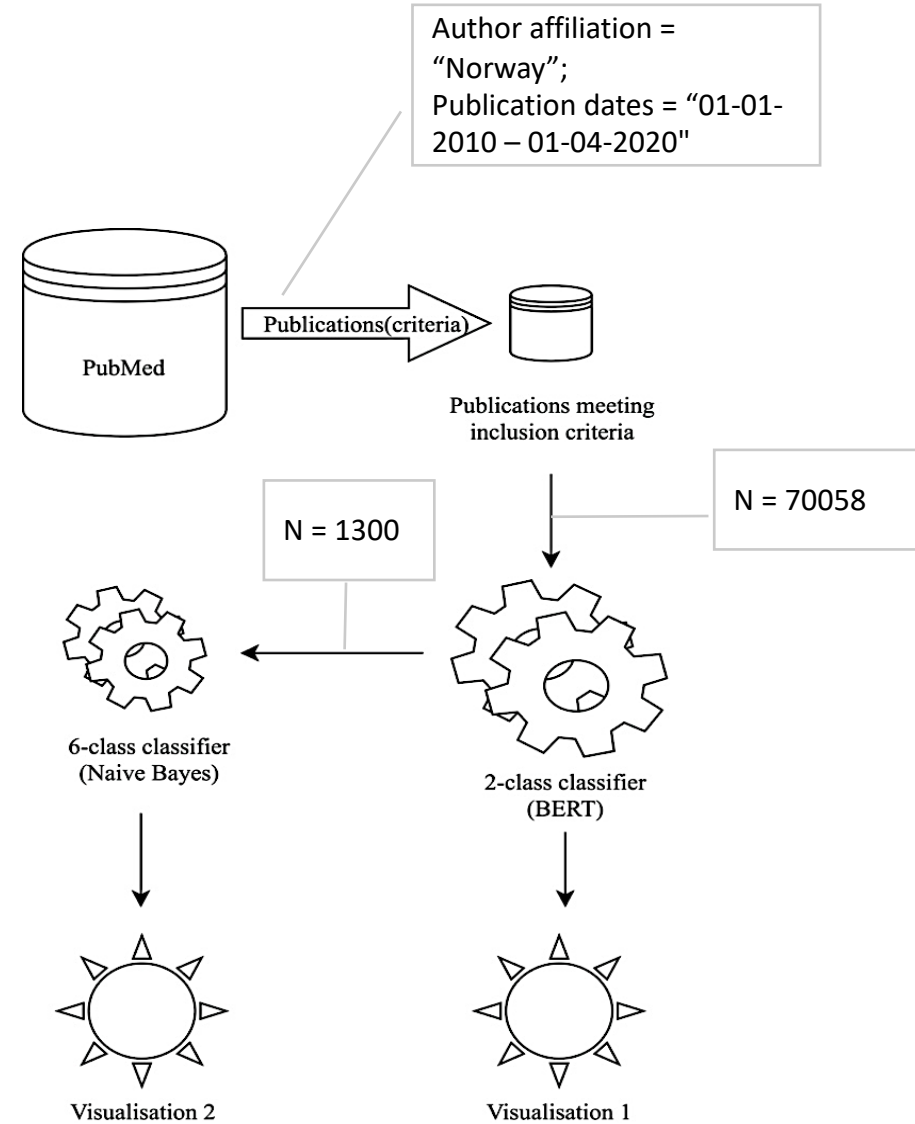 Author affiliation =
“Norway”;
Publication dates = “01-01-
2010 – 01-04-2020"
PubMed
Publications(criteria)
Publications meeting
inclusion criteria
N = 70058
N = 1300
6-class classifier
(Naive Bayes)
2-class classifier
(BERT)
Visualisation 2
Visualisation 1